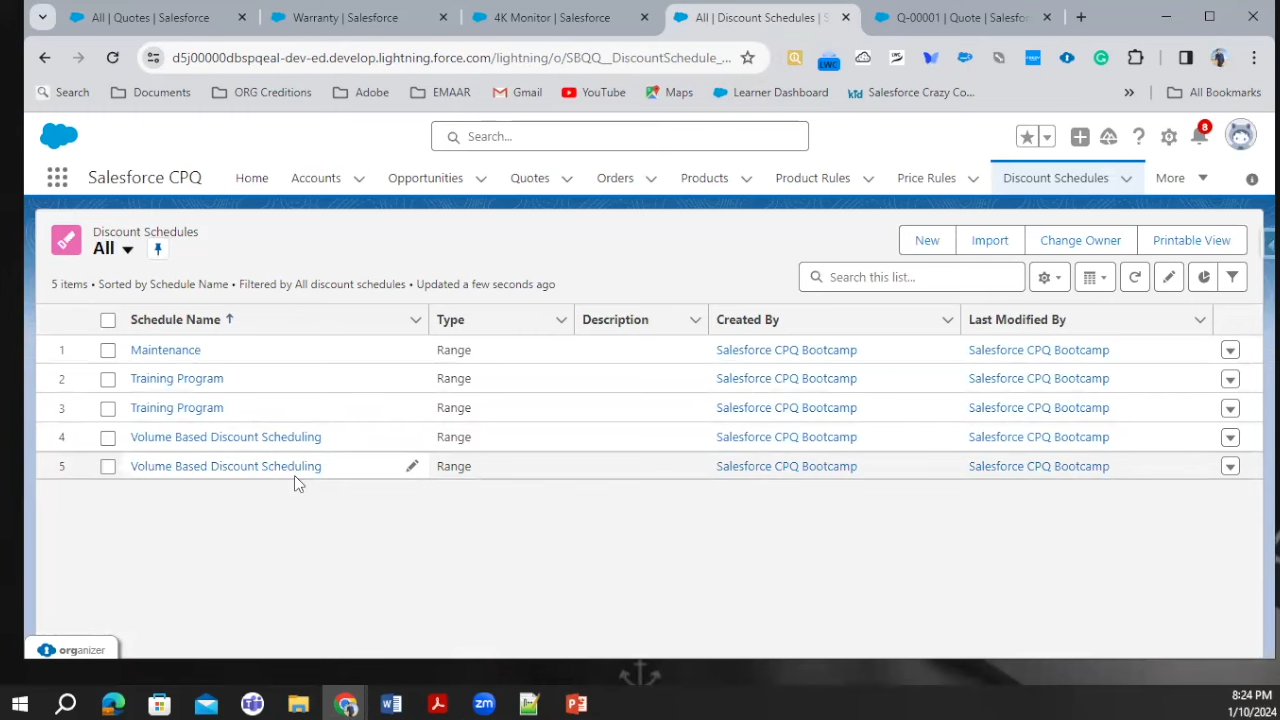 All | Quotes | Salesforce
Warranty | Salesforce
4K Monitor | Salesforce
All | Discount Schedules | S
Q-00001 | Quote | Salesfor
d5j00000dbspqeal-dev-ed.develop.lightning.force.com/lightning/o/SBQQ__DiscountSchedule_...
Search
Documents
ORG Creditions
Adobe
EMAAR
Gmail
YouTube
Maps
Learner Dashboard
Salesforce Crazy Co...
All Bookmarks
Search...
8
Salesforce CPQ
Home
Accounts
Opportunities
Quotes
Orders
Products
Product Rules
Price Rules
Discount Schedules
More
Discount Schedules
All
New
Import
Change Owner
Printable View
5 items • Sorted by Schedule Name • Filtered by All discount schedules • Updated a few seconds ago
Search this list...
Schedule Name ↑ Type Description Created By Last Modified By
1 Maintenance Range Salesforce CPQ Bootcamp Salesforce CPQ Bootcamp
2 Training Program Range Salesforce CPQ Bootcamp Salesforce CPQ Bootcamp
3 Training Program Range Salesforce CPQ Bootcamp Salesforce CPQ Bootcamp
4 Volume Based Discount Scheduling Range Salesforce CPQ Bootcamp Salesforce CPQ Bootcamp
5 Volume Based Discount Scheduling Range Salesforce CPQ Bootcamp Salesforce CPQ Bootcamp
organizer
8:24 PM
1/10/2024